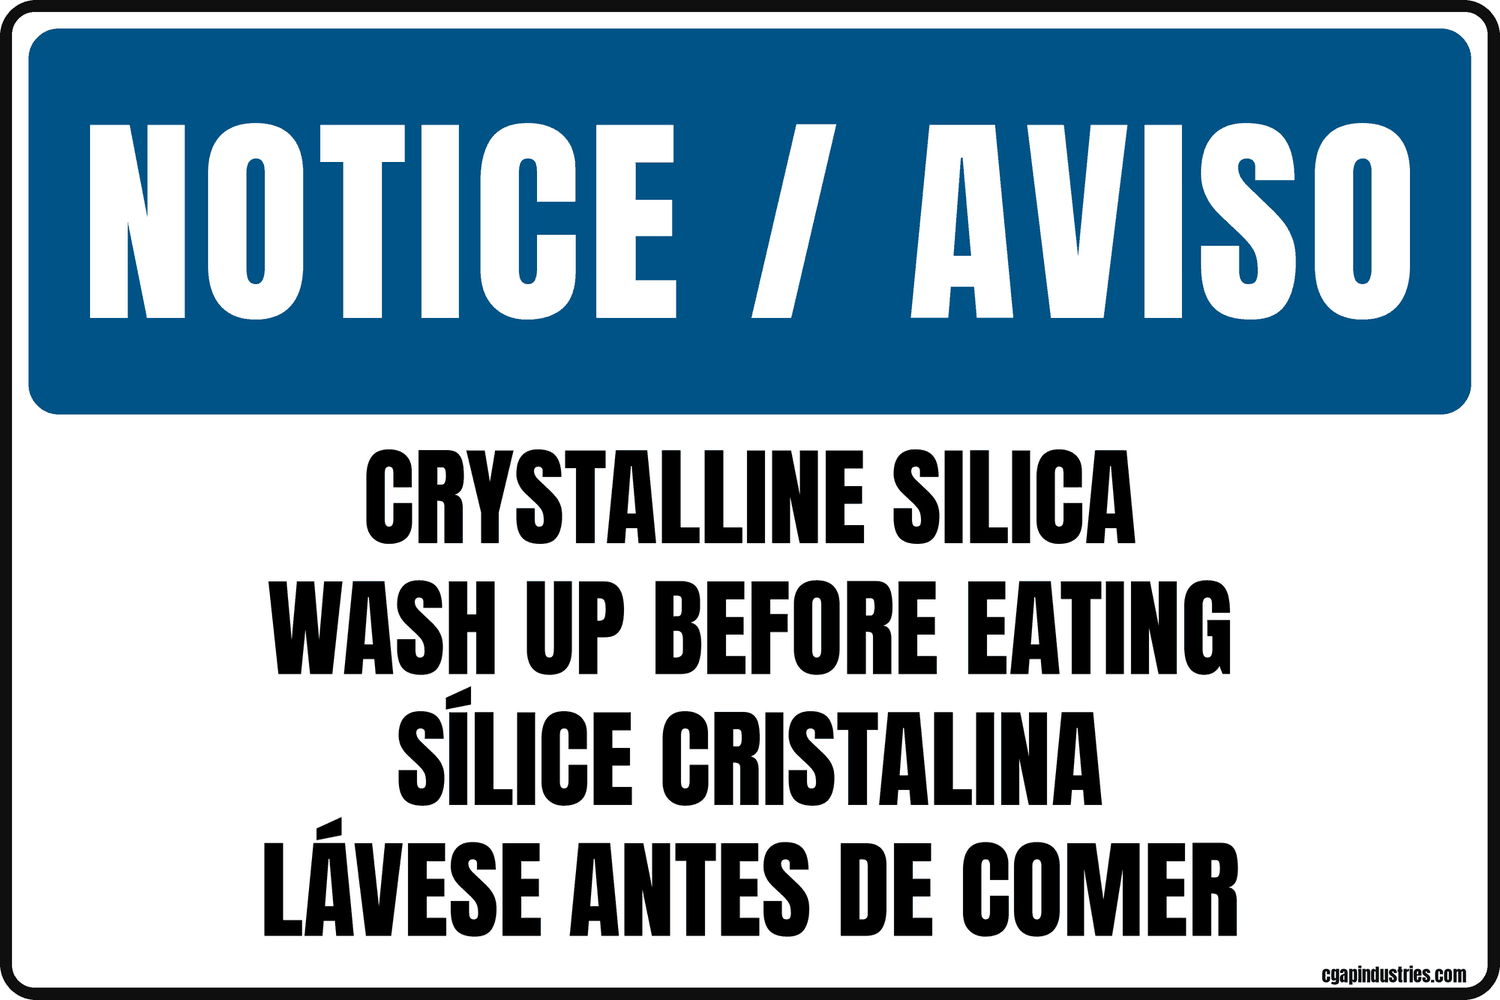 NOTICE / AVISO
CRYSTALLINE SILICA
WASH UP BEFORE EATING
SÍLICE CRISTALINA
LÁVESE ANTES DE COMER
cgapindustries.com